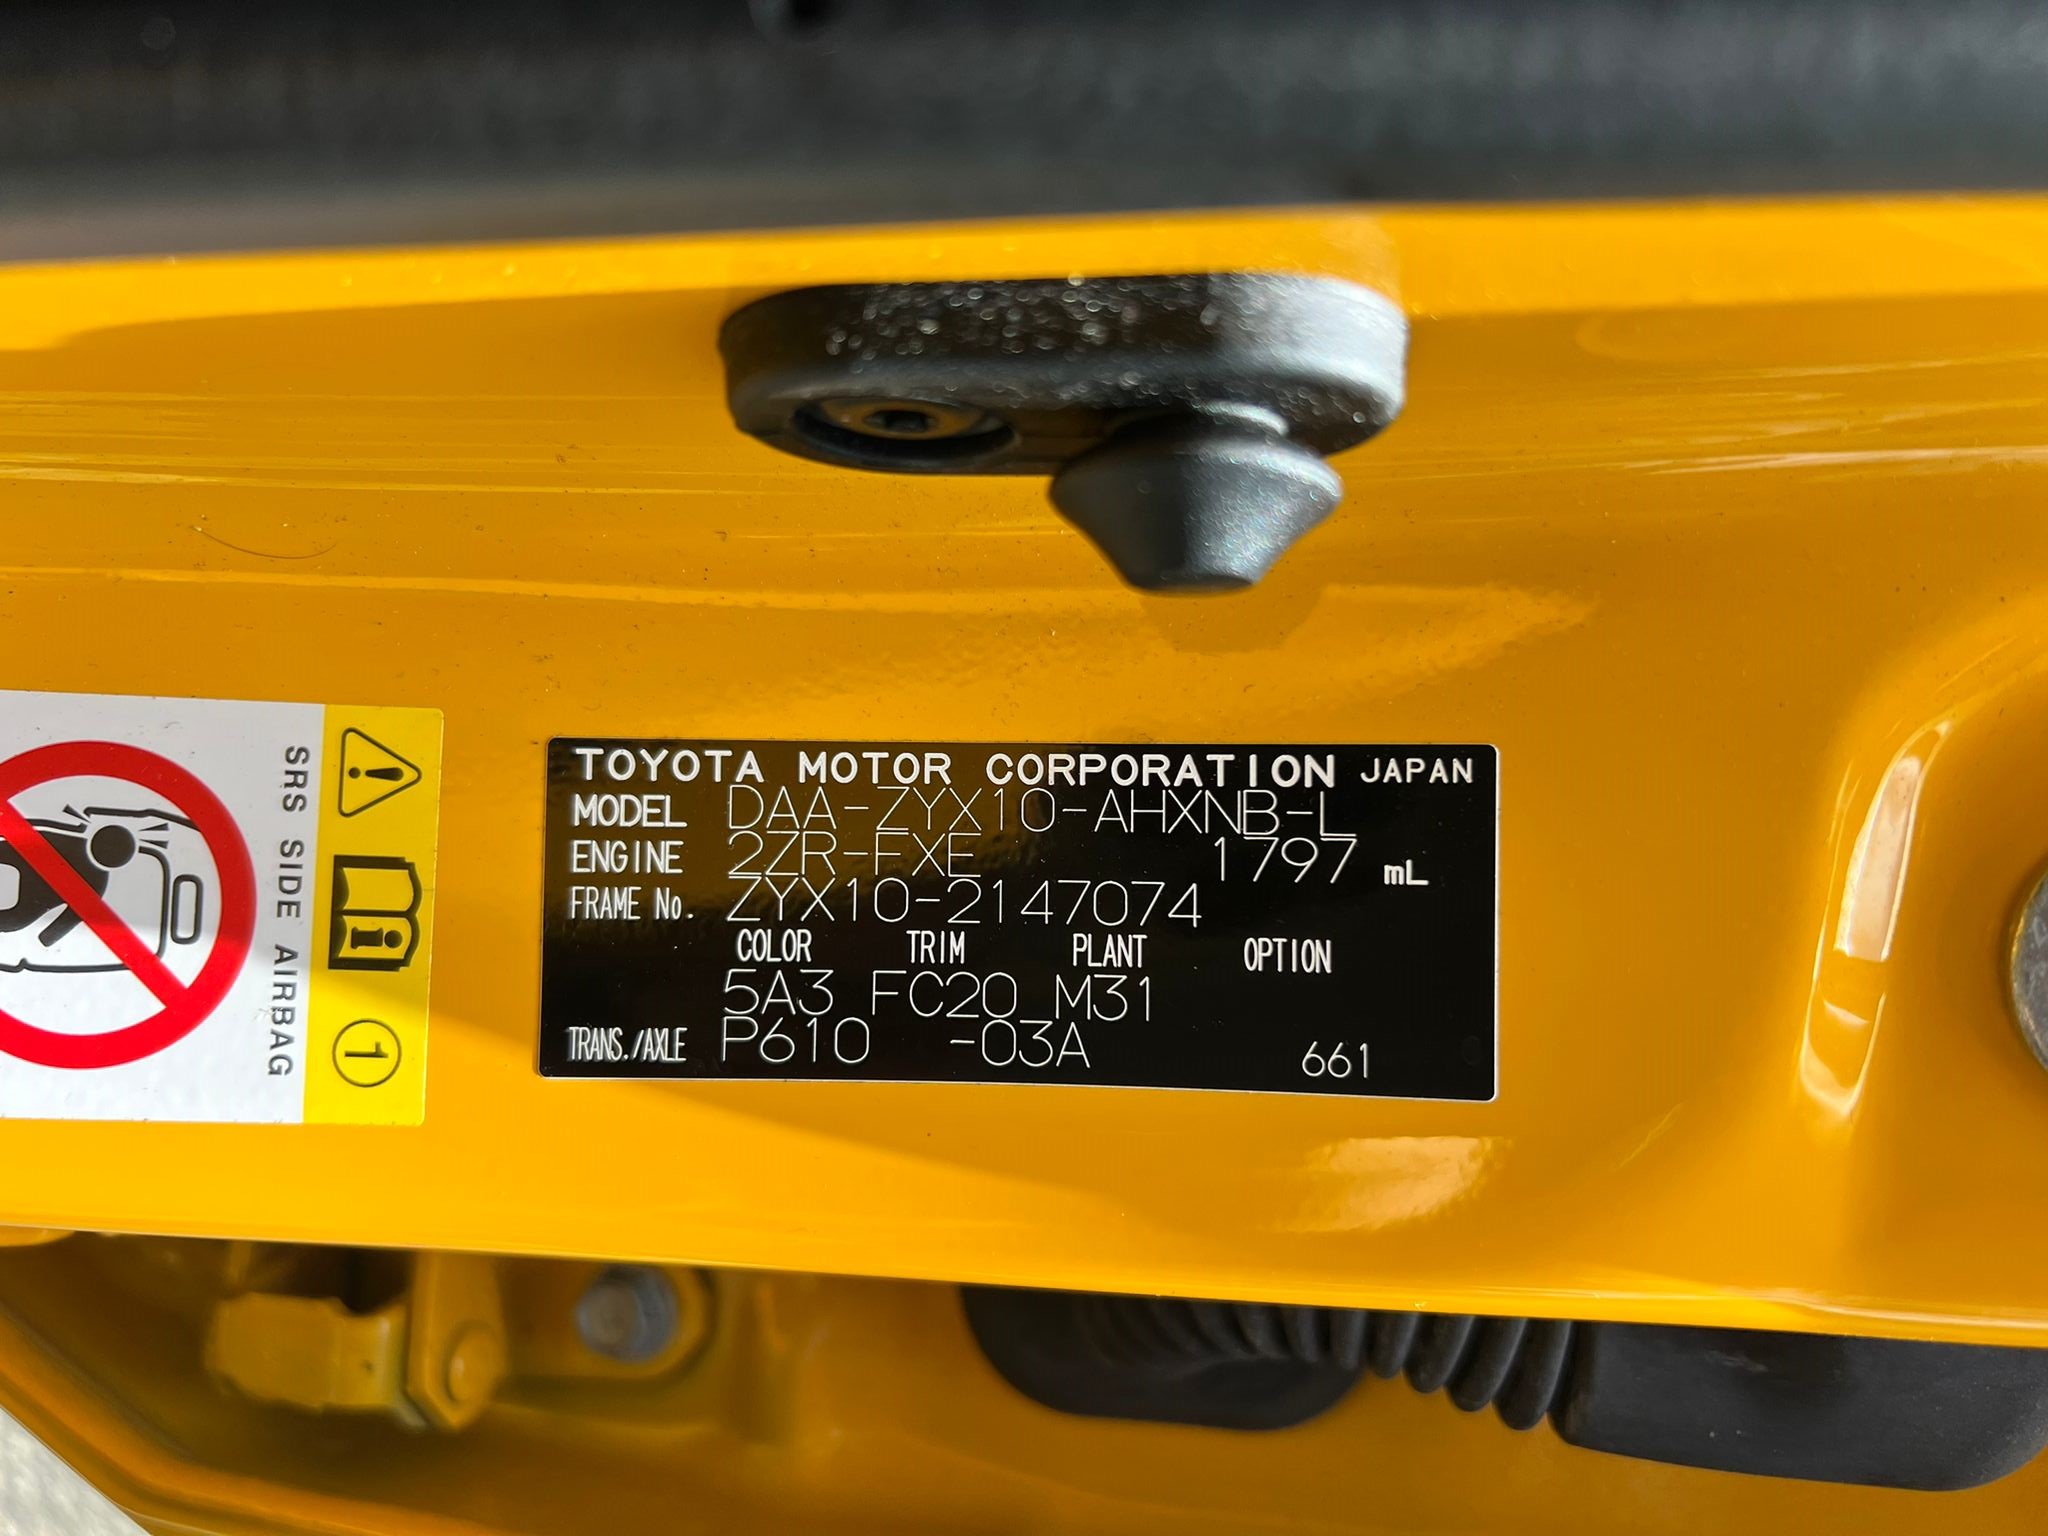 TOYOTA MOTOR CORPORATION JAPAN
MODEL DAA-ZYX10-AHXNB-L
ENGINE 2ZR-FXE 1797 mL
FRAME No. ZYX10-2147074
COLOR TRIM PLANT OPTION
5A3 FC20 M31
TRANS./AXLE P610 -03A 661
SRS SIDE AIRBAG
1